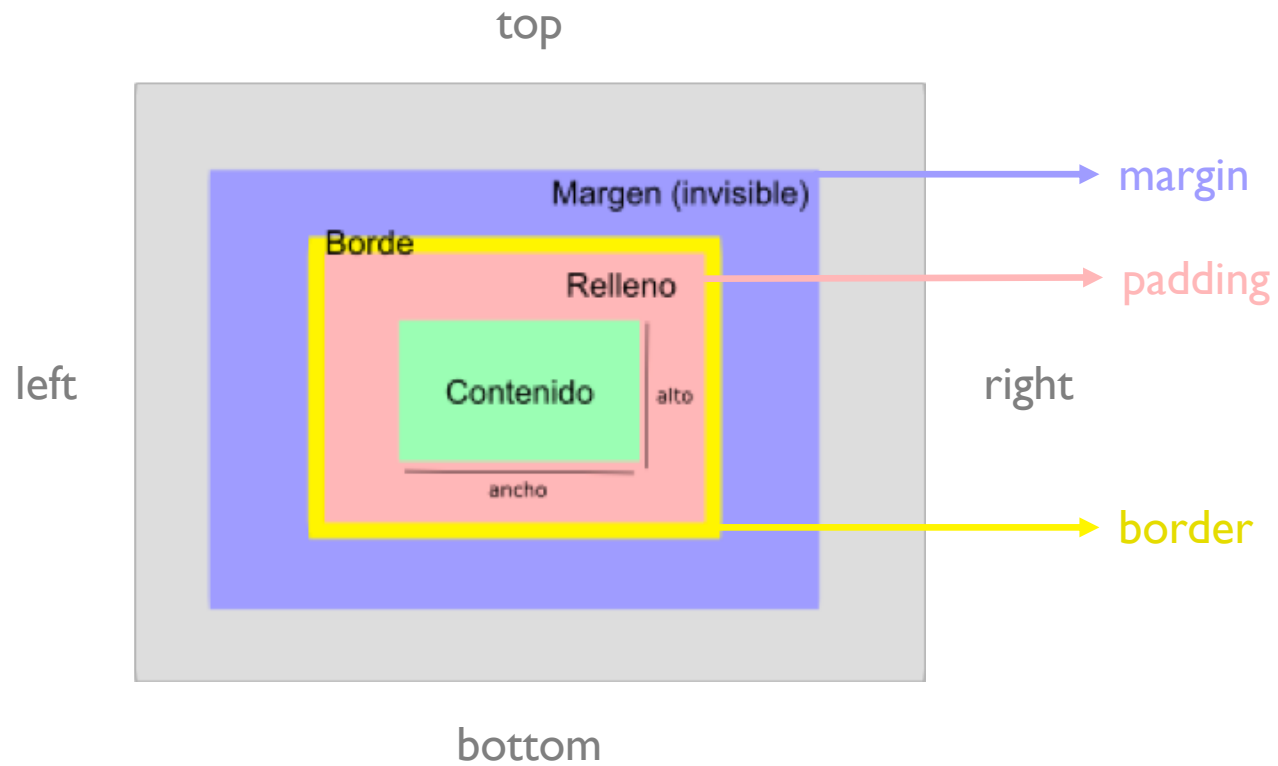 top
Margen (invisible)
margin
Borde
Relleno
padding
left
Contenido
alto
right
ancho
border
bottom